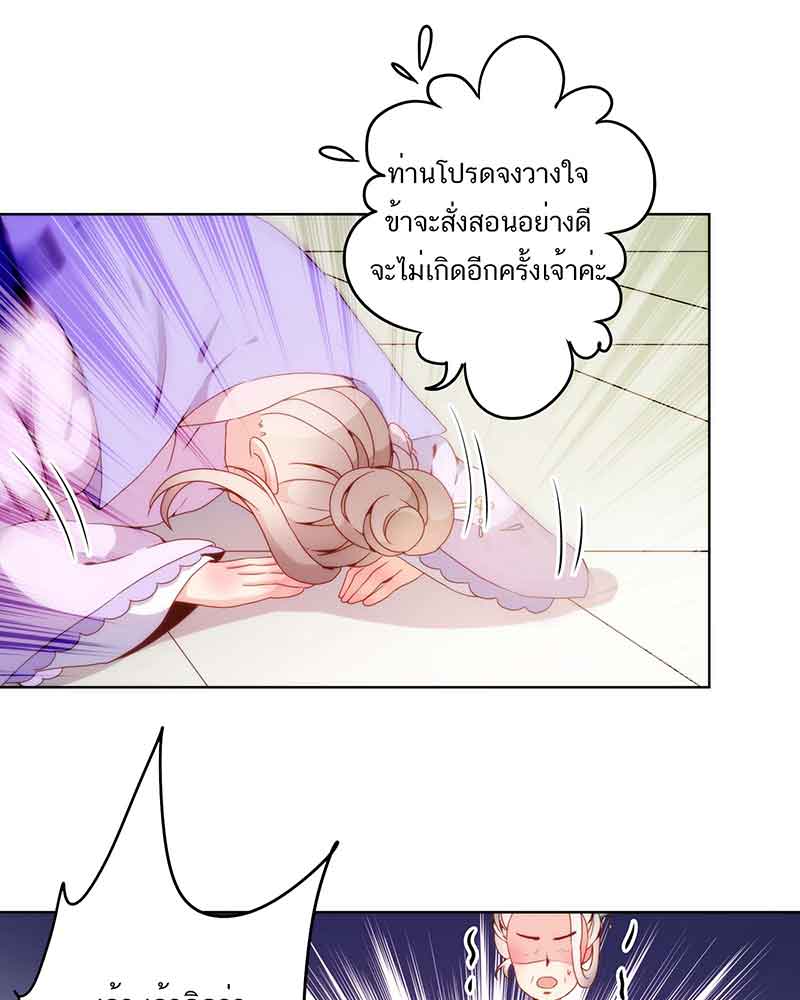 ท่านโปรดจงวางใจ
ข้าจะสั่งสอนอย่างดี
จะไม่เกิดอีกครั้งเจ้าค่ะ